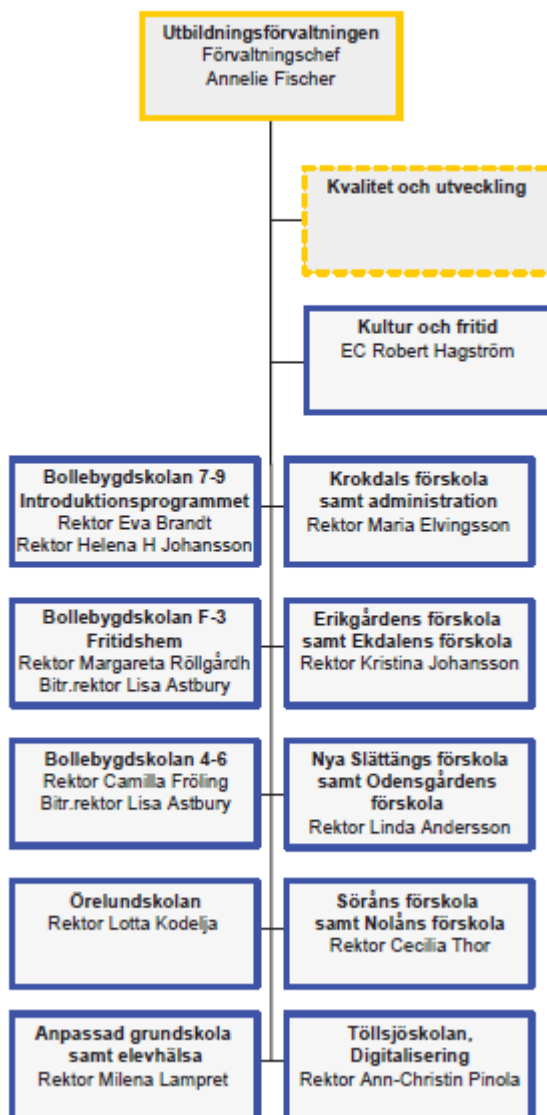 Utbildningsförvaltningen
Förvaltningschef
Annelie Fischer
Kvalitet och utveckling
Kultur och fritid
EC Robert Hagström
Bollebygdskolan 7-9
Introduktionsprogrammet
Rektor Eva Brandt
Rektor Helena H Johansson
Krokdals förskola
samt administration
Rektor Maria Elvingsson
Bollebygdskolan F-3
Fritidshem
Rektor Margareta Röllgårdh
Bitr.rektor Lisa Astbury
Erikgårdens förskola
samt Ekdalens förskola
Rektor Kristina Johansson
Bollebygdskolan 4-6
Rektor Camilla Fröling
Bitr.rektor Lisa Astbury
Nya Slättängs förskola
samt Odensgårdens
förskola
Rektor Linda Andersson
Örelundskolan
Rektor Lotta Kodelja
Söråns förskola
samt Nolåns förskola
Rektor Cecilia Thor
Anpassad grundskola
samt elevhälsa
Rektor Milena Lampret
Töllsjöskolan,
Digitalisering
Rektor Ann-Christin Pinola